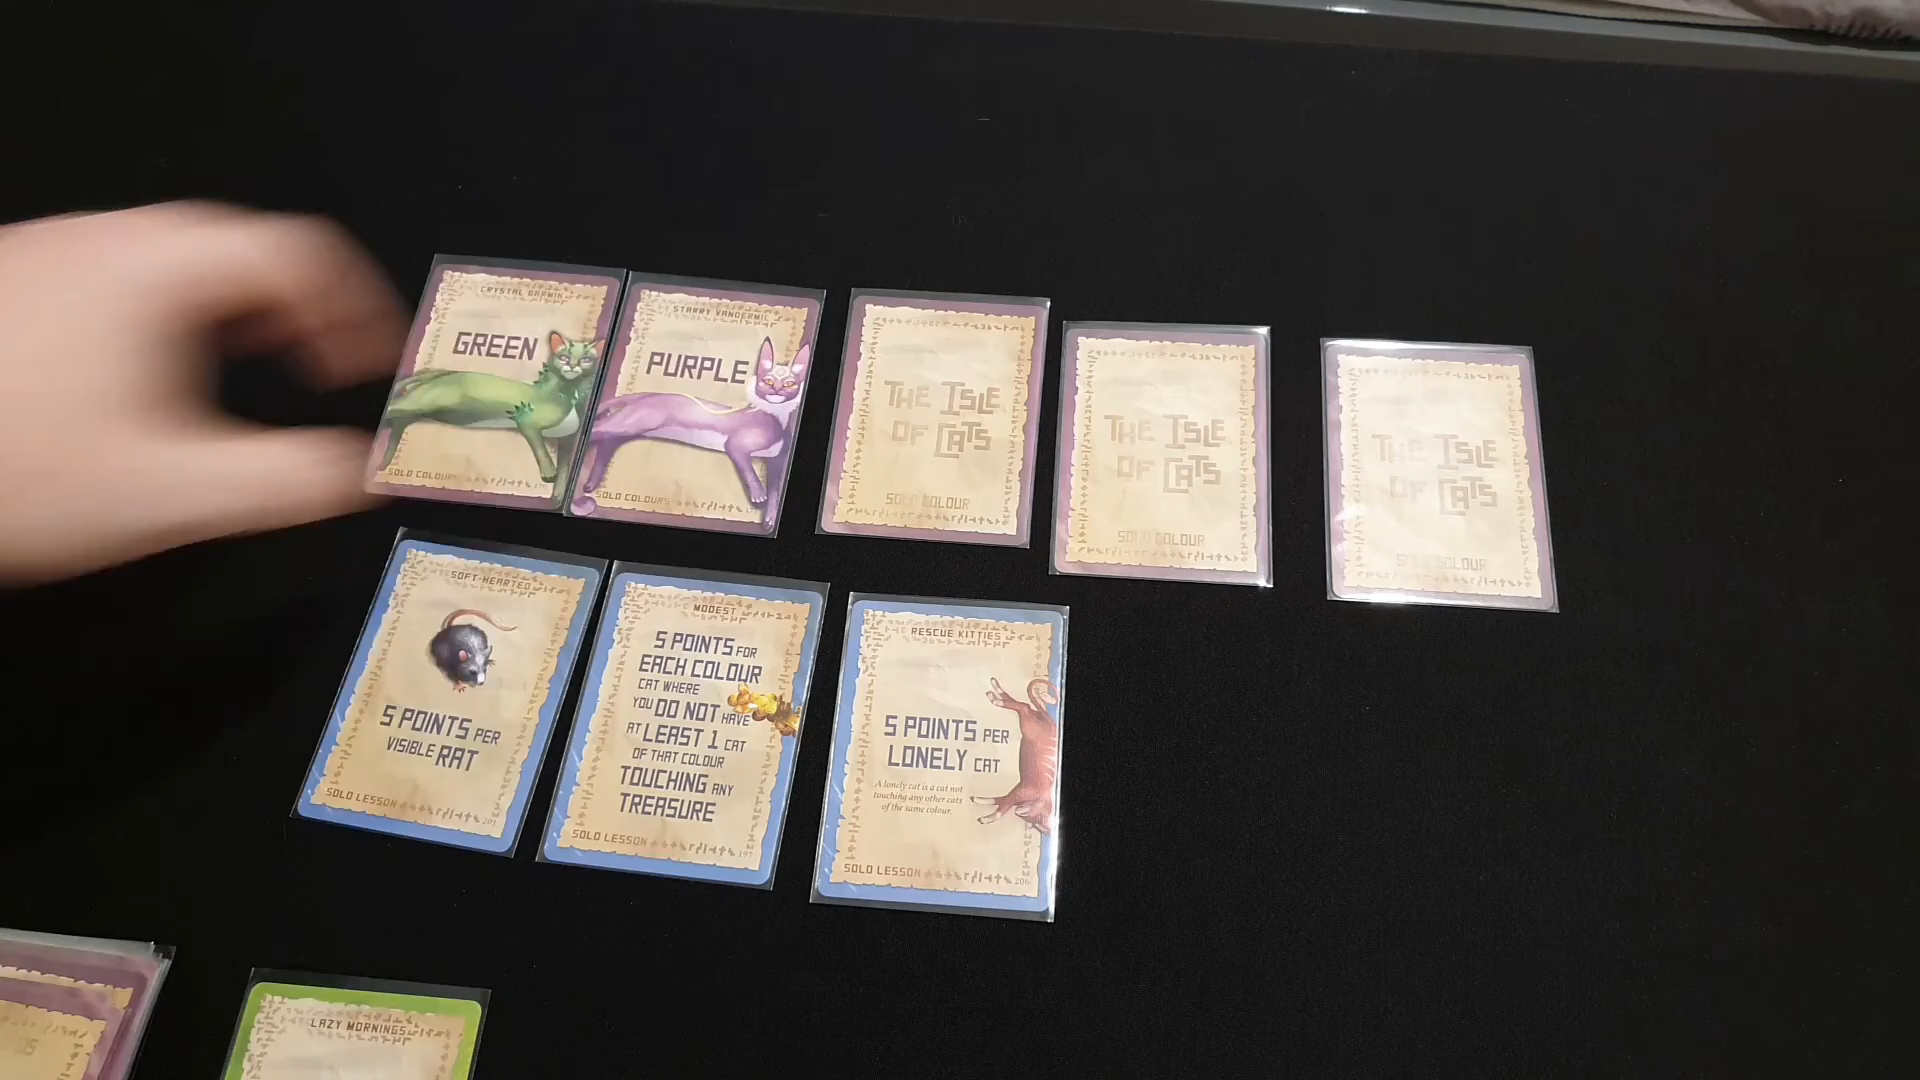 CRYSTAL GARMIN
GREEN
SOLO COLOURS
STARRY VANDERMIL
PURPLE
SOLO COLOURS
THE ISLE
OF CATS
SOLO COLOUR
THE ISLE
OF CATS
SOLO COLOUR
THE ISLE
OF CATS
SOLO COLOUR
SOFT-HEARTED
5 POINTS PER
VISIBLE RAT
SOLO LESSON
201
MODEST
5 POINTS FOR
EACH COLOUR
CAT WHERE
YOU DO NOT HAVE
AT LEAST 1 CAT
OF THAT COLOUR
TOUCHING ANY
TREASURE
SOLO LESSON
197
RESCUE KITTIES
5 POINTS PER
LONELY CAT
A lonely cat is a cat not
touching any other cats
of the same colour.
SOLO LESSON
206
LAZY MORNINGS